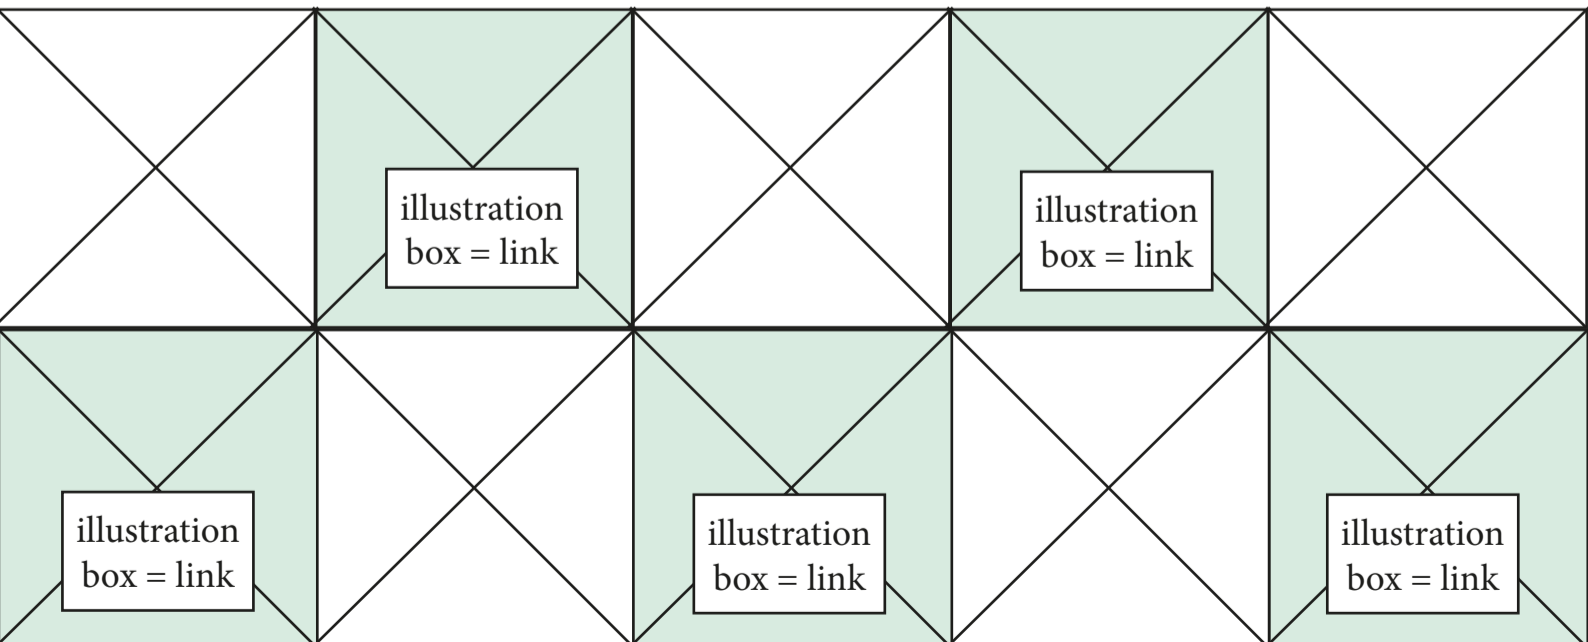 illustration
box = link
illustration
box = link
illustration
box = link
illustration
box = link
illustration
box = link